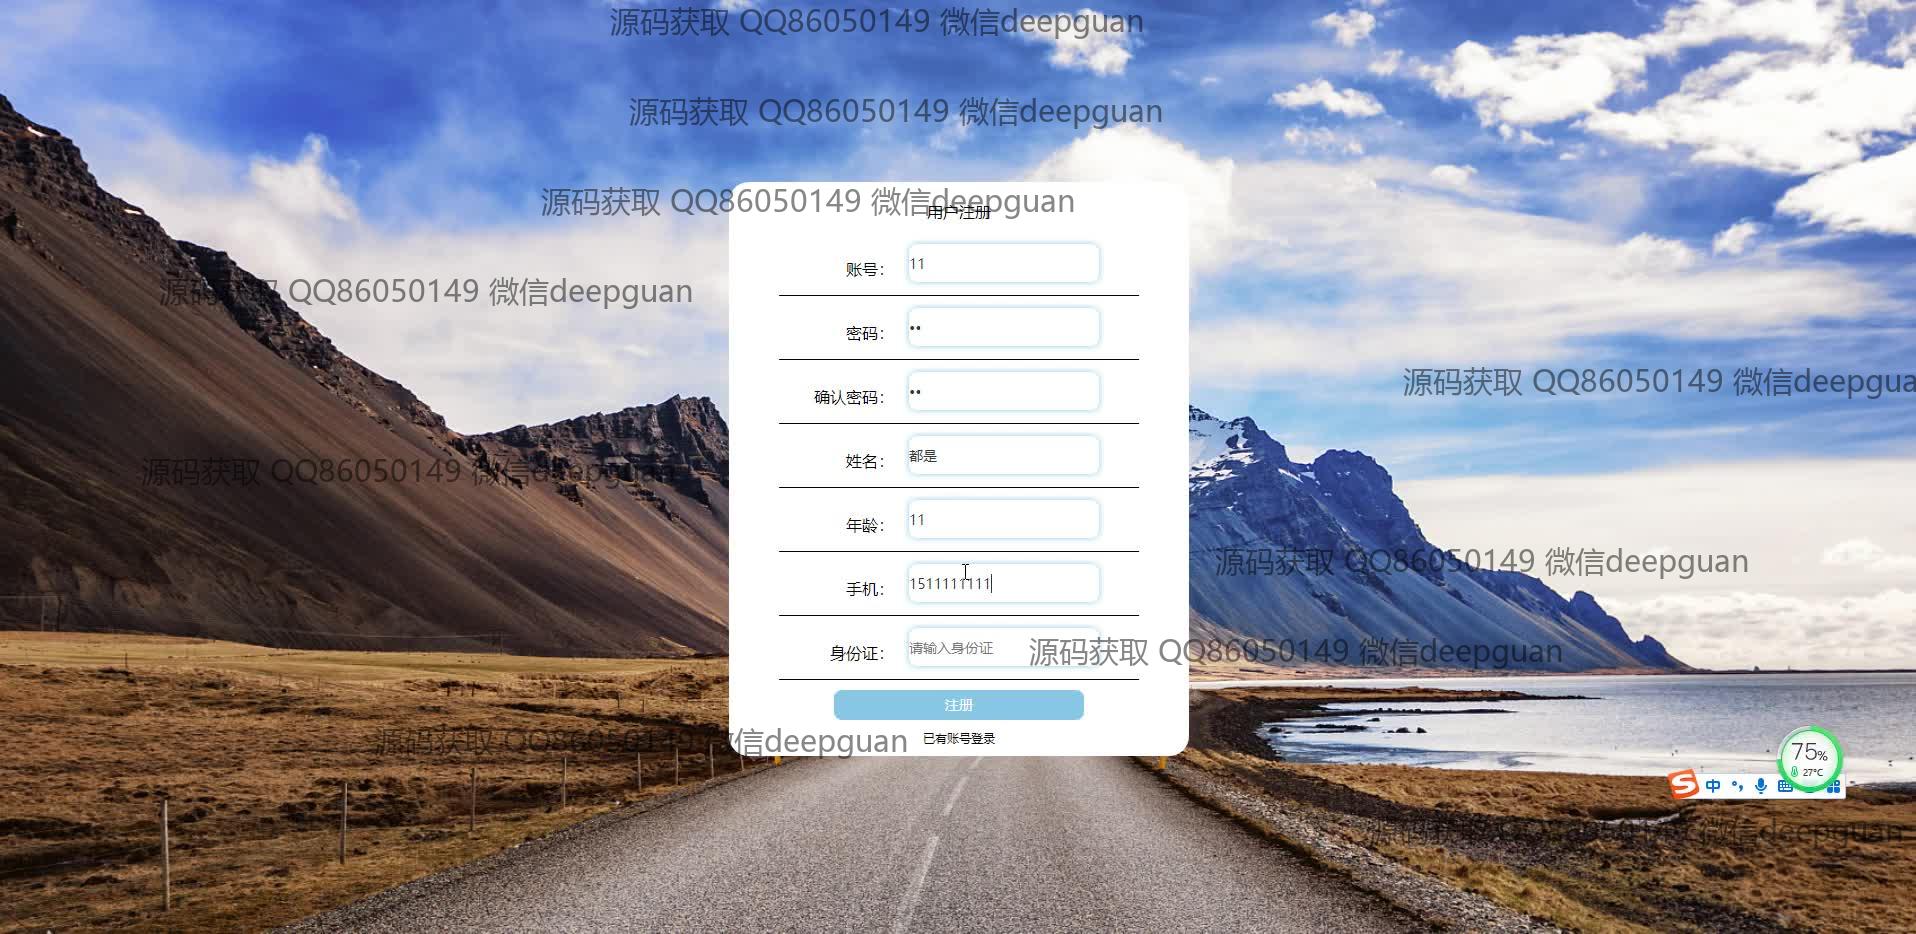 源码获取 QQ86050149 微信deepguan
源码获取 QQ86050149 微信deepguan
源码获取 QQ86050149 微信deepguan
用户注册
账号： 11
源码获取 QQ86050149 微信deepguan
密码： ••
源码获取 QQ86050149 微信deepgua
确认密码： ••
姓名： 都是
源码获取 QQ86050149 微信deepguan
年龄： 11
源码获取 QQ86050149 微信deepguan
手机： 1511111111
身份证： 请输入身份证
源码获取 QQ86050149 微信deepguan
注册
已有账号登录
源码获取 QQ86050149 微信deepguan
75%
27°C
S 中
源码获取 QQ86050149 微信deepguan